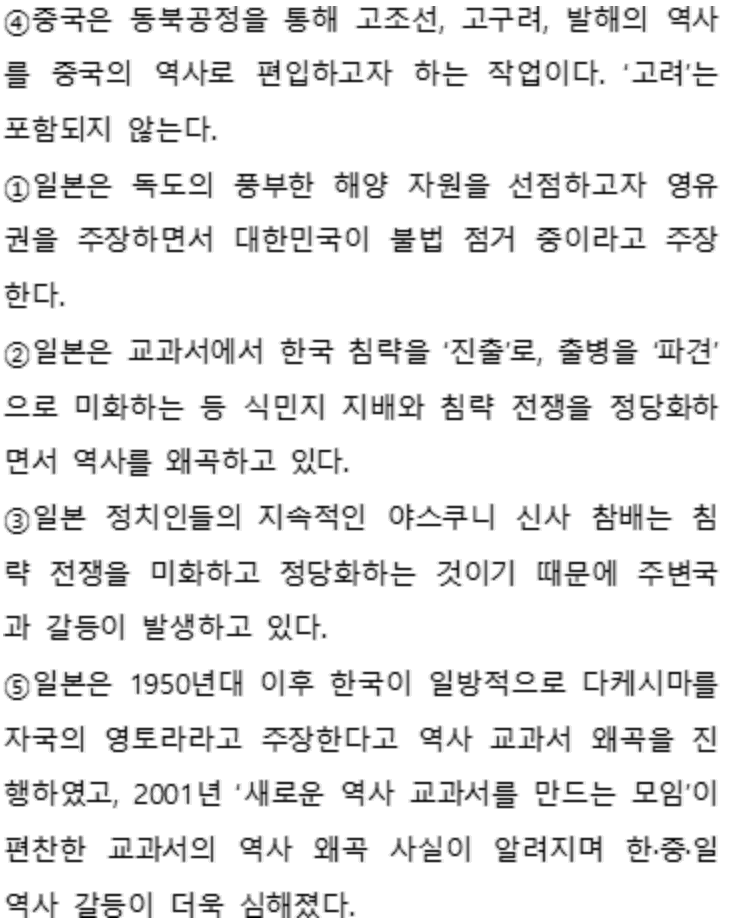 ④중국은 동북공정을 통해 고조선, 고구려, 발해의 역사
를 중국의 역사로 편입하고자 하는 작업이다. ‘고려’는
포함되지 않는다.
①일본은 독도의 풍부한 해양 자원을 선점하고자 영유
권을 주장하면서 대한민국이 불법 점거 중이라고 주장
한다.
②일본은 교과서에서 한국 침략을 ‘진출’로, 출병을 ‘파견’
으로 미화하는 등 식민지 지배와 침략 전쟁을 정당화하
면서 역사를 왜곡하고 있다.
③일본 정치인들의 지속적인 야스쿠니 신사 참배는 침
략 전쟁을 미화하고 정당화하는 것이기 때문에 주변국
과 갈등이 발생하고 있다.
⑤일본은 1950년대 이후 한국이 일방적으로 다케시마를
자국의 영토라라고 주장한다고 역사 교과서 왜곡을 진
행하였고, 2001년 ‘새로운 역사 교과서를 만드는 모임’이
편찬한 교과서의 역사 왜곡 사실이 알려지며 한·중·일
역사 갈등이 더욱 심해졌다.